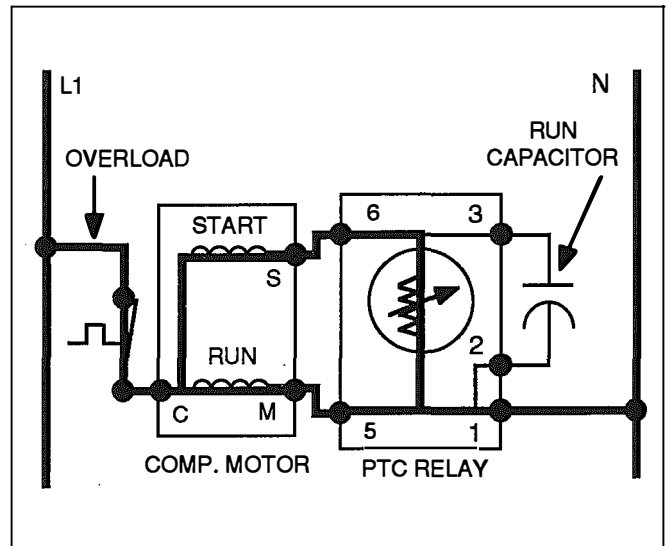 L1
N
OVERLOAD
RUN
CAPACITOR
START
6
3
S
RUN
2
C
M
5
1
COMP. MOTOR
PTC RELAY